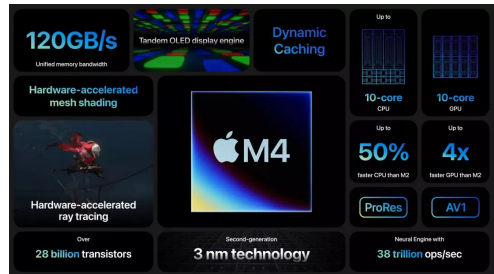 120GB/s
Unified memory bandwidth
Tandem OLED display engine
Dynamic
Caching
Up to
10-core
CPU
Up to
10-core
GPU
Hardware-accelerated
mesh shading
M4
Up to
50%
faster CPU than M2
Up to
4x
faster GPU than M2
Hardware-accelerated
ray tracing
ProRes
AV1
Over
28 billion transistors
Second-generation
3 nm technology
Neural Engine with
38 trillion ops/sec